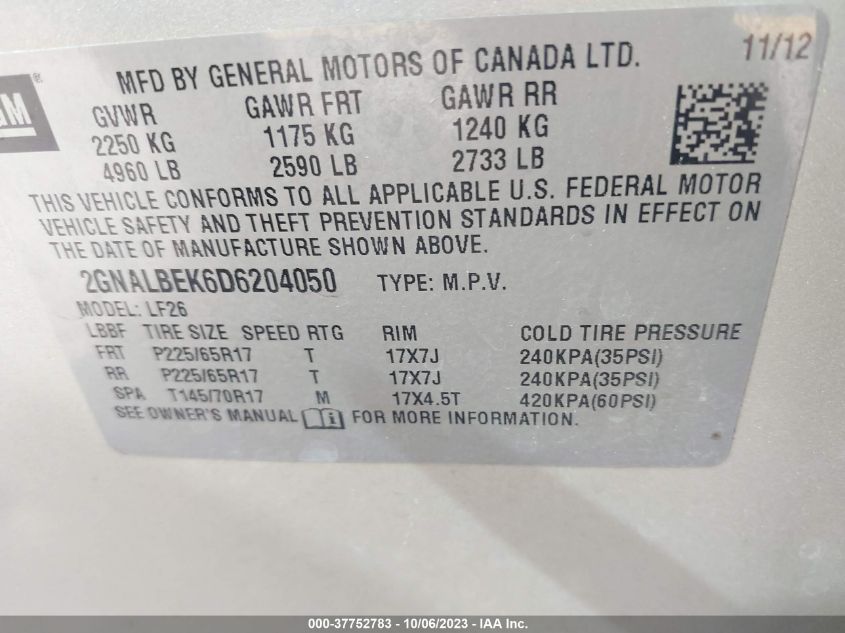 GM ®
MFD BY GENERAL MOTORS OF CANADA LTD. 11/12
GVWR GAWR FRT GAWR RR
2250 KG 1175 KG 1240 KG
4960 LB 2590 LB 2733 LB
THIS VEHICLE CONFORMS TO ALL APPLICABLE U.S. FEDERAL MOTOR
VEHICLE SAFETY AND THEFT PREVENTION STANDARDS IN EFFECT ON
THE DATE OF MANUFACTURE SHOWN ABOVE.
2GNALBEK6D6204050 TYPE: M.P.V.
MODEL: LF26
LBBF TIRE SIZE SPEED RTG RIM COLD TIRE PRESSURE
FRT P225/65R17 T 17X7J 240KPA(35PSI)
RR P225/65R17 T 17X7J 240KPA(35PSI)
SPA T145/70R17 M 17X4.5T 420KPA(60PSI)
SEE OWNER'S MANUAL FOR MORE INFORMATION.
000-37752783 - 10/06/2023 - IAA Inc.